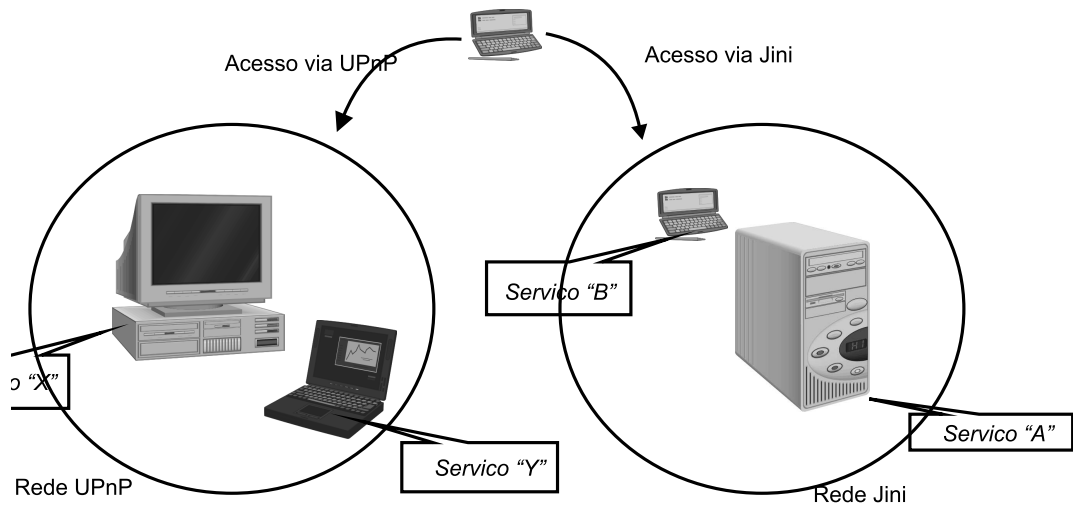 Acesso via UPnP
Acesso via Jini
Servico “B”
o “X”
Servico “A”
Servico “Y”
Rede UPnP
Rede Jini